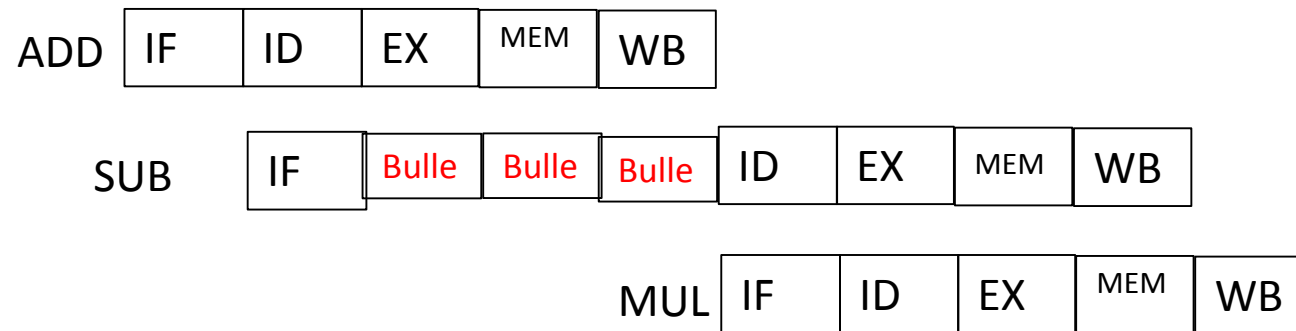 ADD IF ID EX MEM WB
SUB IF Bulle Bulle Bulle ID EX MEM WB
MUL IF ID EX MEM WB